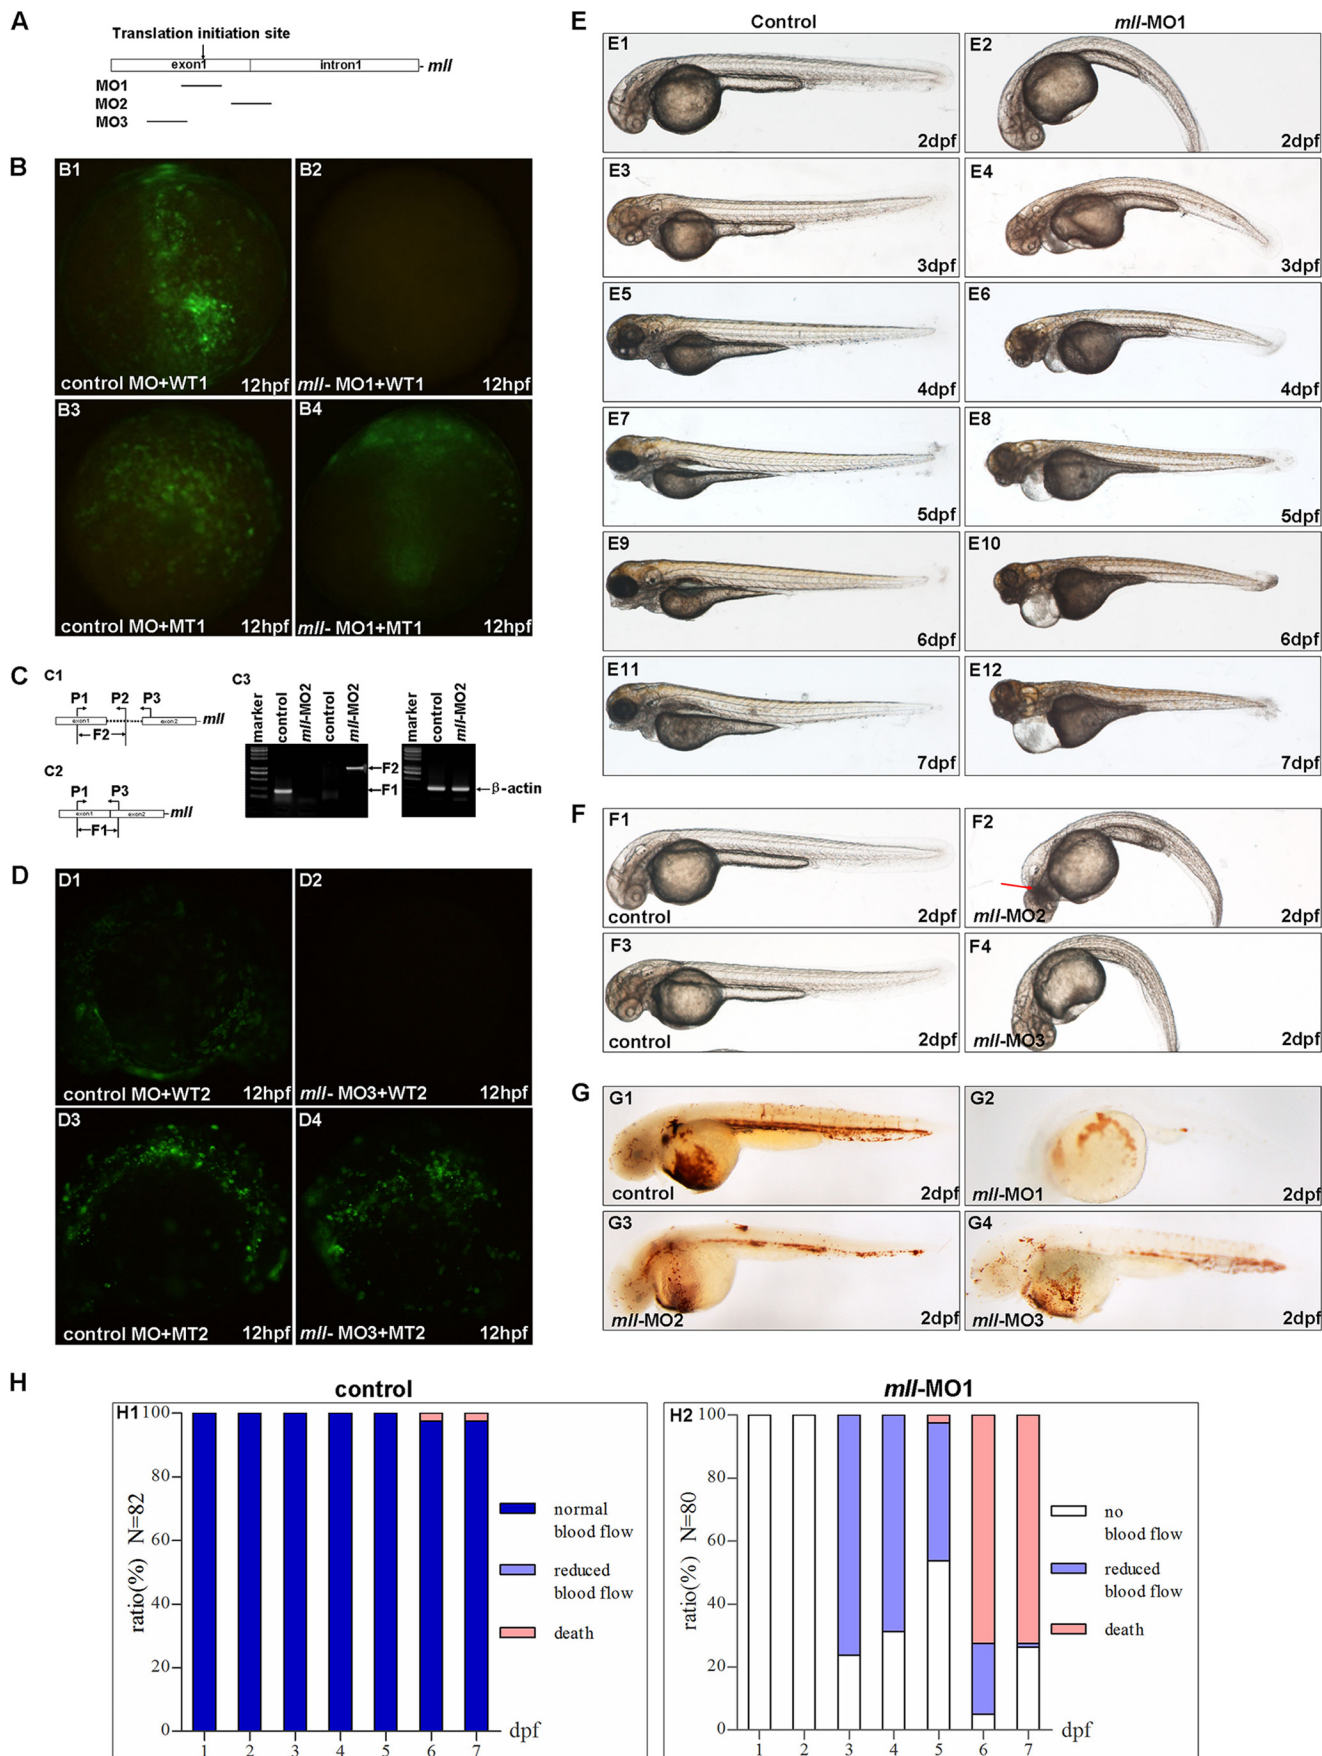 A
Translation initiation site
exon1
intron1
mll
MO1
MO2
MO3
B
B1
control MO+WT1
12hpf
B2
mll- MO1+WT1
12hpf
B3
control MO+MT1
12hpf
B4
mll- MO1+MT1
12hpf
C
C1
P1
P2
P3
exon1
exon2
mll
F2
C2
P1
P3
exon1
exon2
mll
F1
C3
marker
control
mll-MO2
control
mll-MO2
F2
F1
marker
control
mll-MO2
β-actin
D
D1
control MO+WT2
12hpf
D2
mll- MO3+WT2
12hpf
D3
control MO+MT2
12hpf
D4
mll- MO3+MT2
12hpf
E
Control
mll-MO1
E1
2dpf
E2
2dpf
E3
3dpf
E4
3dpf
E5
4dpf
E6
4dpf
E7
5dpf
E8
5dpf
E9
6dpf
E10
6dpf
E11
7dpf
E12
7dpf
F
F1
control
2dpf
F2
mll-MO2
2dpf
F3
control
2dpf
F4
mll-MO3
2dpf
G
G1
control
2dpf
G2
mll-MO1
2dpf
G3
mll-MO2
2dpf
G4
mll-MO3
2dpf
H
control
H1
100
80
60
40
20
0
ratio(%) N=82
1 2 3 4 5 6 7
dpf
normal
blood flow
reduced
blood flow
death
mll-MO1
H2
100
80
60
40
20
0
ratio(%) N=80
1 2 3 4 5 6 7
dpf
no
blood flow
reduced
blood flow
death